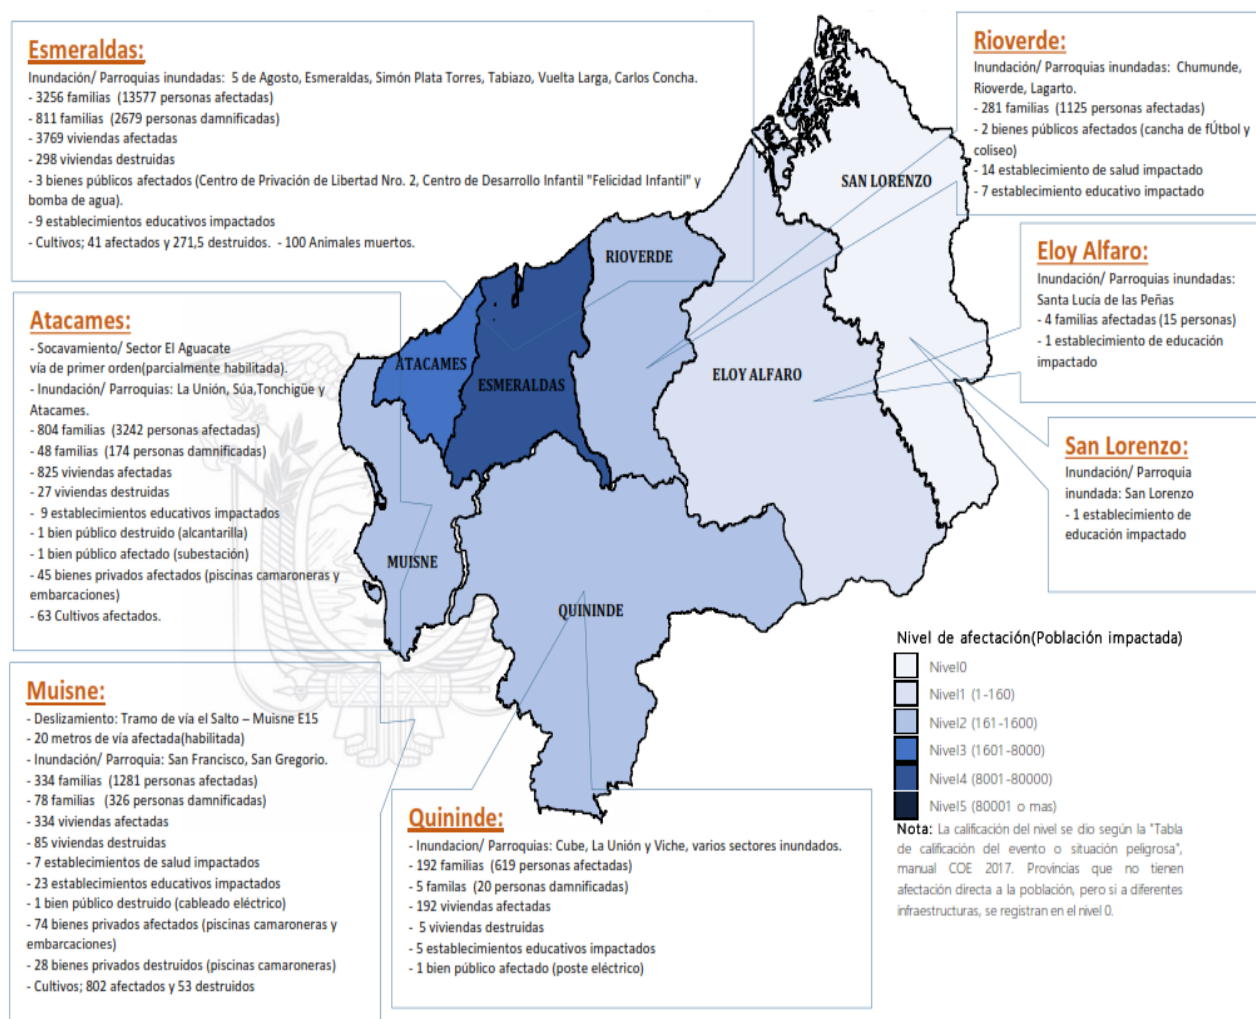 Esmeraldas:
Inundación/ Parroquias inundadas:  5 de Agosto, Esmeraldas, Simón Plata Torres, Tabiazo, Vuelta Larga, Carlos Concha.
- 3256 familias  (13577 personas afectadas)
- 811 familias  (2679 personas damnificadas)
- 3769 viviendas afectadas
- 298 viviendas destruidas
- 3 bienes públicos afectados (Centro de Privación de Libertad Nro. 2, Centro de Desarrollo Infantil "Felicidad Infantil" y
bomba de agua).
- 9 establecimientos educativos impactados
- Cultivos; 41 afectados y 271,5 destruidos.  - 100 Animales muertos.
Rioverde:
Inundación/ Parroquias inundadas:  Chumunde,
Rioverde, Lagarto.
- 281 familias  (1125 personas afectadas)
- 2 bienes públicos afectados (cancha de fÚtbol y
coliseo)
- 14 establecimiento de salud impactado
- 7 establecimiento educativo impactado
Eloy Alfaro:
Inundación/ Parroquias inundadas:
Santa Lucía de las Peñas
- 4 familias afectadas (15 personas)
- 1 establecimiento de educación
impactado
San Lorenzo:
Inundación/ Parroquia
inundada: San Lorenzo
- 1 establecimiento de
educación impactado
Atacames:
- Socavamiento/ Sector El Aguacate
vía de primer orden(parcialmente habilitada).
- Inundación/ Parroquias: La Unión, Súa,Tonchigüe y
Atacames.
- 804 familias  (3242 personas afectadas)
- 48 familias  (174 personas damnificadas)
- 825 viviendas afectadas
- 27 viviendas destruidas
-  9 establecimientos educativos impactados
- 1 bien público destruido (alcantarilla)
- 1 bien público afectado (subestación)
- 45 bienes privados afectados (piscinas camaroneras y
embarcaciones)
- 63 Cultivos afectados.
SAN LORENZO
RIOVERDE
ATACAMES
ESMERALDAS
ELOY ALFARO
MUISNE
QUININDE
Muisne:
- Deslizamiento: Tramo de vía el Salto – Muisne E15
- 20 metros de vía afectada(habilitada)
- Inundación/ Parroquia: San Francisco, San Gregorio.
- 334 familias  (1281 personas afectadas)
- 78 familias  (326 personas damnificadas)
- 334 viviendas afectadas
- 85 viviendas destruidas
- 7 establecimientos de salud impactados
- 23 establecimientos educativos impactados
- 1 bien público destruido (cableado eléctrico)
- 74 bienes privados afectados (piscinas camaroneras y
embarcaciones)
- 28 bienes privados destruidos (piscinas camaroneras)
- Cultivos; 802 afectados y 53 destruidos
Quininde:
- Inundacion/ Parroquias: Cube, La Unión y Viche, varios sectores inundados.
- 192 familias  (619 personas afectadas)
- 5 familas  (20 personas damnificadas)
- 192 viviendas afectadas
-  5 viviendas destruidas
- 5 establecimientos educativos impactados
- 1 bien público afectado (poste eléctrico)
Nivel de afectación(Población impactada)
Nivel0
Nivel1 (1-160)
Nivel2 (161-1600)
Nivel3 (1601-8000)
Nivel4 (8001-80000)
Nivel5 (80001 o mas)
Nota: La calificación del nivel se dio según la "Tabla
de calificación del evento o situación peligrosa",
manual COE 2017. Provincias que no tienen
afectación directa a la población, pero si a diferentes
infraestructuras, se registran en el nivel 0.